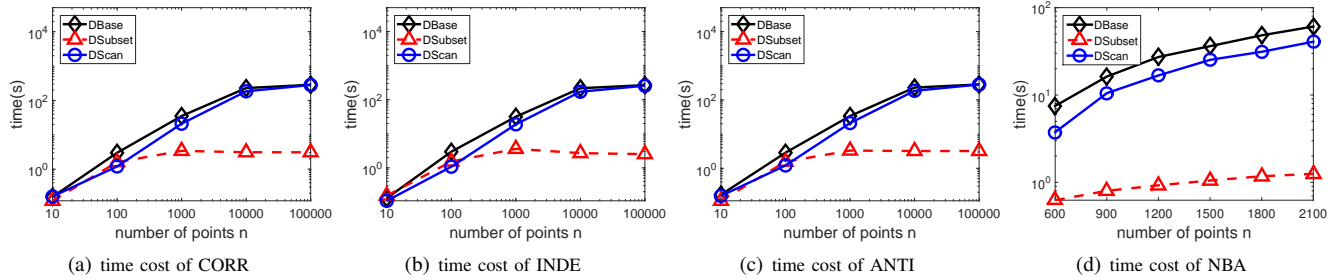 10^4
10^2
10^0
time(s)
DBase
DSubset
DScan
10 100 1000 10000 100000
number of points n
(a) time cost of CORR
10^4
10^2
10^0
time(s)
DBase
DSubset
DScan
10 100 1000 10000 100000
number of points n
(b) time cost of INDE
10^4
10^2
10^0
time(s)
DBase
DSubset
DScan
10 100 1000 10000 100000
number of points n
(c) time cost of ANTI
10^2
10^1
10^0
time(s)
DBase
DSubset
DScan
600 900 1200 1500 1800 2100
number of points n
(d) time cost of NBA